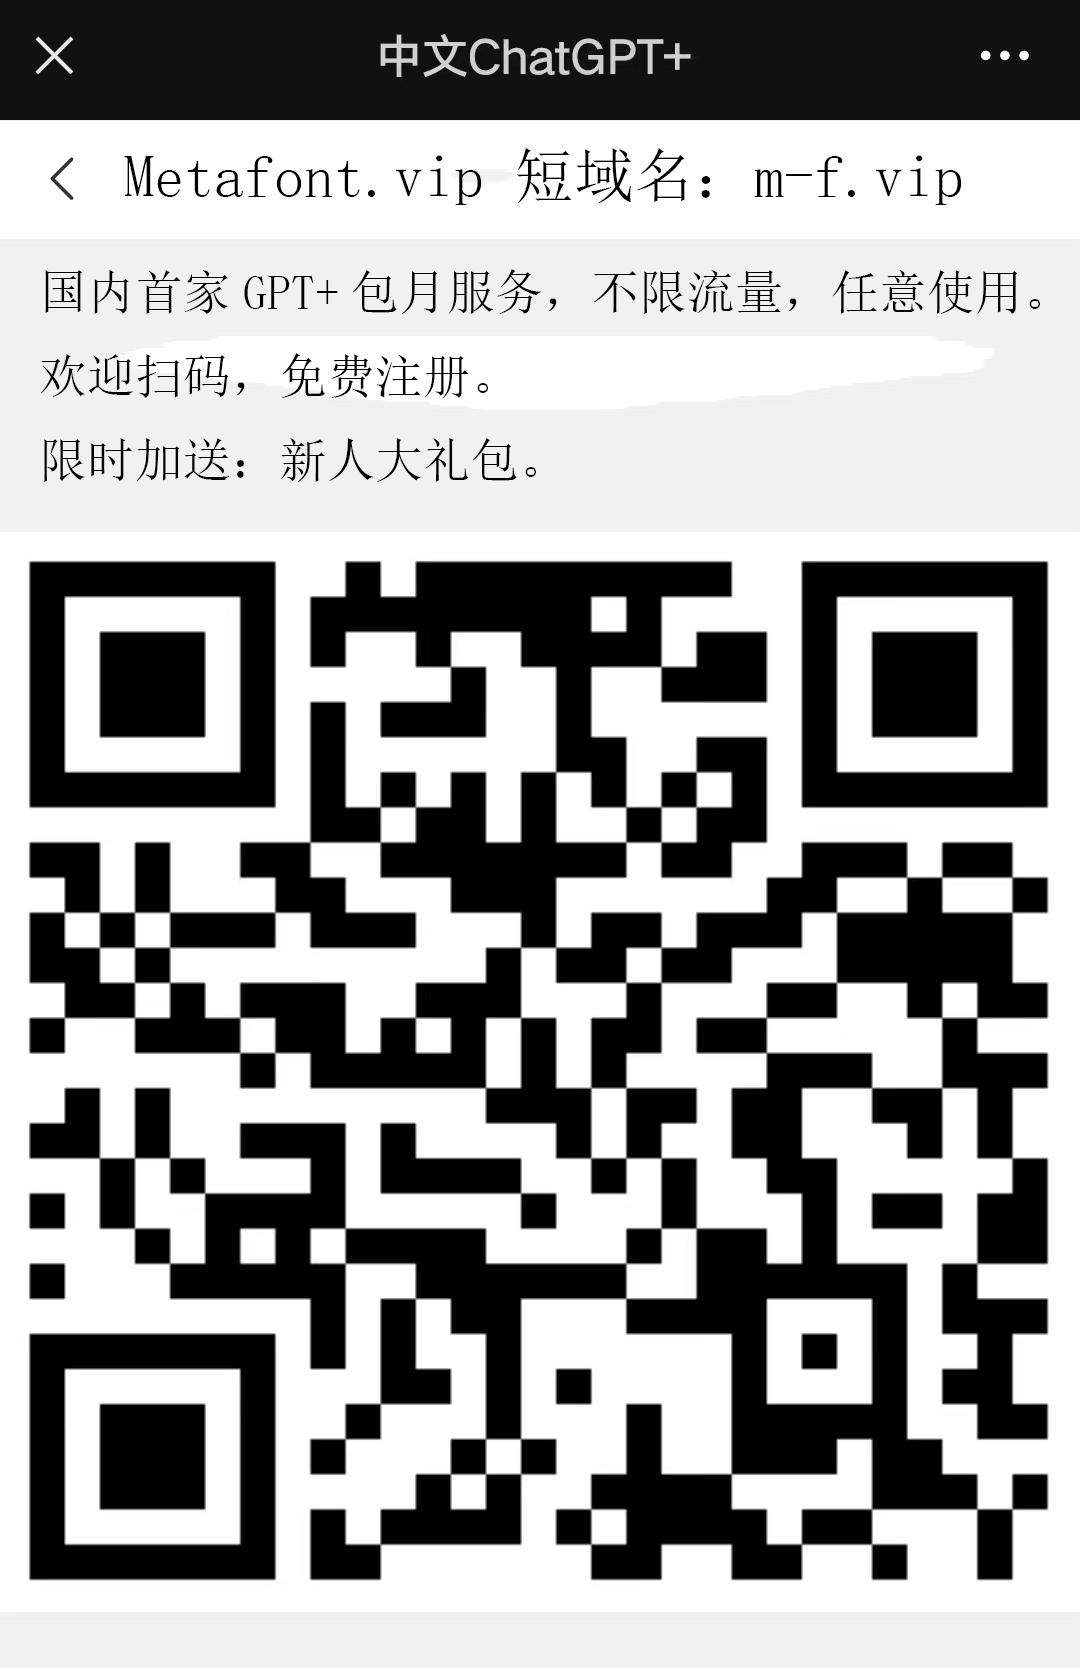 中文ChatGPT+
Metafont.vip 短域名：m-f.vip
国内首家 GPT+ 包月服务，不限流量，任意使用。
欢迎扫码，免费注册。
限时加送：新人大礼包。